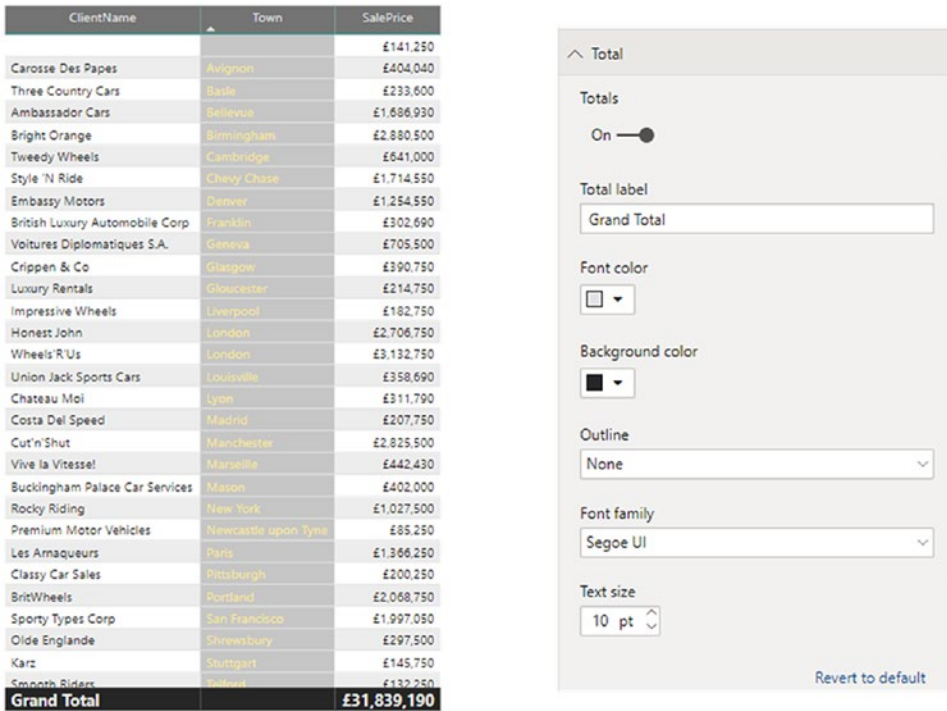 ClientName Town SalePrice
£141,250
Carosse Des Papes Avignon £404,040
Three Country Cars Basle £233,600
Ambassador Cars Bellevue £1,686,930
Bright Orange Birmingham £2,880,500
Tweedy Wheels Cambridge £641,000
Style 'N Ride Chevy Chase £1,714,550
Embassy Motors Denver £1,254,550
British Luxury Automobile Corp Franklin £302,690
Voitures Diplomatiques S.A. Geneva £705,500
Crippen & Co Glasgow £390,750
Luxury Rentals Gloucester £214,750
Impressive Wheels Liverpool £182,750
Honest John London £2,706,750
Wheels'R'Us London £3,132,750
Union Jack Sports Cars Louisville £358,690
Chateau Moi Lyon £311,790
Costa Del Speed Madrid £207,750
Cut'n'Shut Manchester £2,825,500
Vive la Vitesse! Marseille £442,430
Buckingham Palace Car Services Mason £402,000
Rocky Riding New York £1,027,500
Premium Motor Vehicles Newcastle upon Tyne £85,250
Les Arnaqueurs Paris £1,366,250
Classy Car Sales Pittsburgh £200,250
BritWheels Portland £2,068,750
Sporty Types Corp San Francisco £1,997,050
Olde Englande Shrewsbury £297,500
Karz Stuttgart £145,750
Smooth Riders Telford £132,250
Grand Total £31,839,190
Total
Totals
On
Total label
Grand Total
Font color
Background color
Outline
None
Font family
Segoe UI
Text size
10 pt
Revert to default